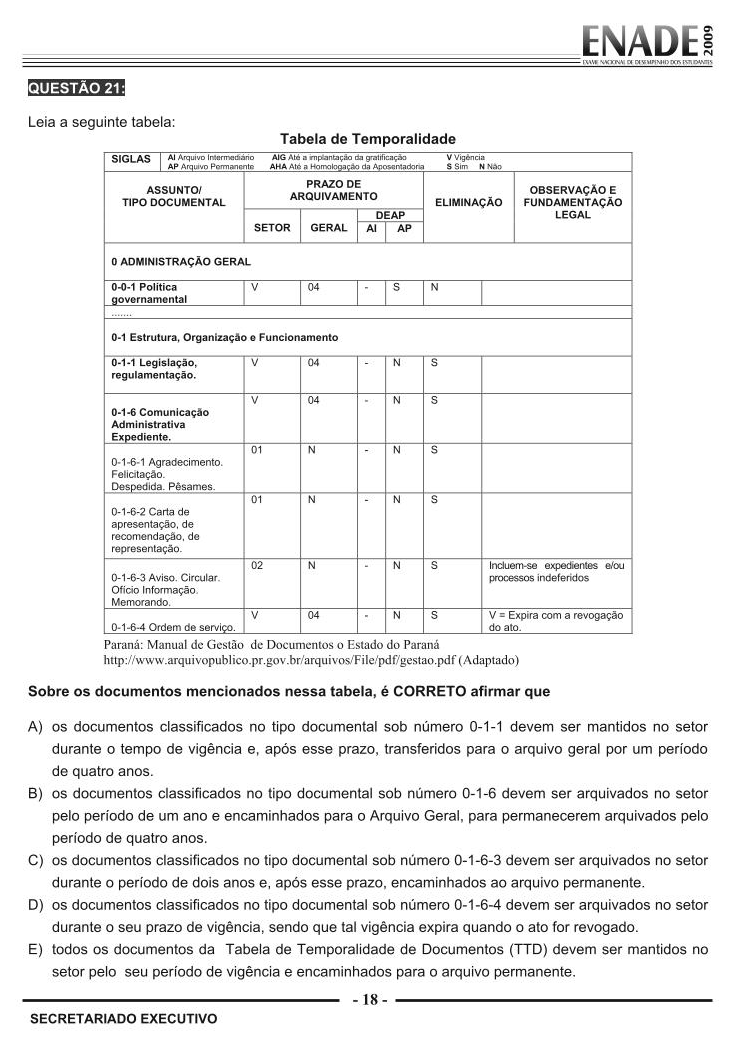 ENADE 2009
EXAME NACIONAL DE DESEMPENHO DOS ESTUDANTES
QUESTÃO 21:
Leia a seguinte tabela:
Tabela de Temporalidade
SIGLAS AI Arquivo Intermediário AIG Até a implantação da gratificação V Vigência
AP Arquivo Permanente AHA Até a Homologação da Aposentadoria S Sim N Não
ASSUNTO/
TIPO DOCUMENTAL
PRAZO DE
ARQUIVAMENTO
ELIMINAÇÃO
OBSERVAÇÃO E
FUNDAMENTAÇÃO
LEGAL
SETOR GERAL DEAP
AI AP
0 ADMINISTRAÇÃO GERAL
0-0-1 Política V 04 - S N
governamental
.......
0-1 Estrutura, Organização e Funcionamento
0-1-1 Legislação, V 04 - N S
regulamentação.
V 04 - N S
0-1-6 Comunicação
Administrativa
Expediente.
01 N - N S
0-1-6-1 Agradecimento.
Felicitação.
Despedida. Pêsames.
01 N - N S
0-1-6-2 Carta de
apresentação, de
recomendação, de
representação.
02 N - N S Incluem-se expedientes e/ou
processos indeferidos
0-1-6-3 Aviso. Circular.
Ofício Informação.
Memorando.
V 04 - N S V = Expira com a revogação
0-1-6-4 Ordem de serviço. do ato.
Paraná: Manual de Gestão de Documentos o Estado do Paraná
http://www.arquivopublico.pr.gov.br/arquivos/File/pdf/gestao.pdf (Adaptado)
Sobre os documentos mencionados nessa tabela, é CORRETO afirmar que
A) os documentos classificados no tipo documental sob número 0-1-1 devem ser mantidos no setor
durante o tempo de vigência e, após esse prazo, transferidos para o arquivo geral por um período
de quatro anos.
B) os documentos classificados no tipo documental sob número 0-1-6 devem ser arquivados no setor
pelo período de um ano e encaminhados para o Arquivo Geral, para permanecerem arquivados pelo
período de quatro anos.
C) os documentos classificados no tipo documental sob número 0-1-6-3 devem ser arquivados no setor
durante o período de dois anos e, após esse prazo, encaminhados ao arquivo permanente.
D) os documentos classificados no tipo documental sob número 0-1-6-4 devem ser arquivados no setor
durante o seu prazo de vigência, sendo que tal vigência expira quando o ato for revogado.
E) todos os documentos da Tabela de Temporalidade de Documentos (TTD) devem ser mantidos no
setor pelo seu período de vigência e encaminhados para o arquivo permanente.
- 18 -
SECRETARIADO EXECUTIVO